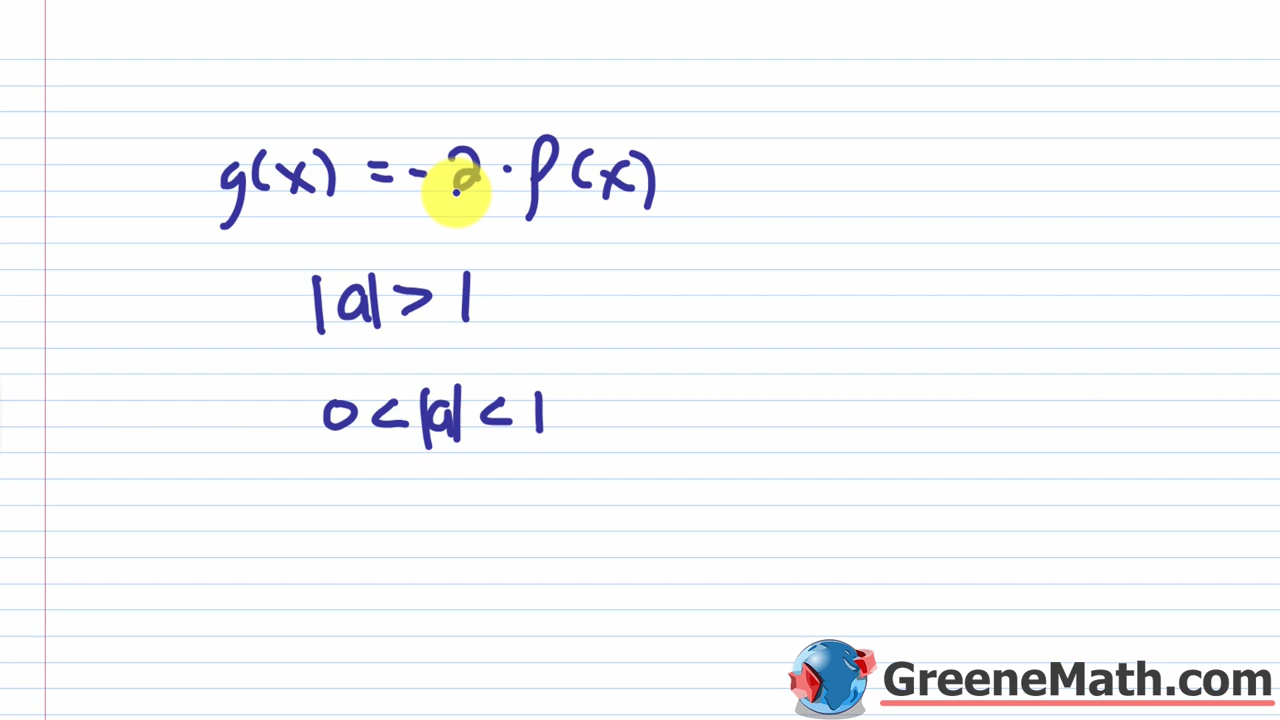 g(x) = -2 · f(x)
|a| > 1
0 < |a| < 1
GreeneMath.com